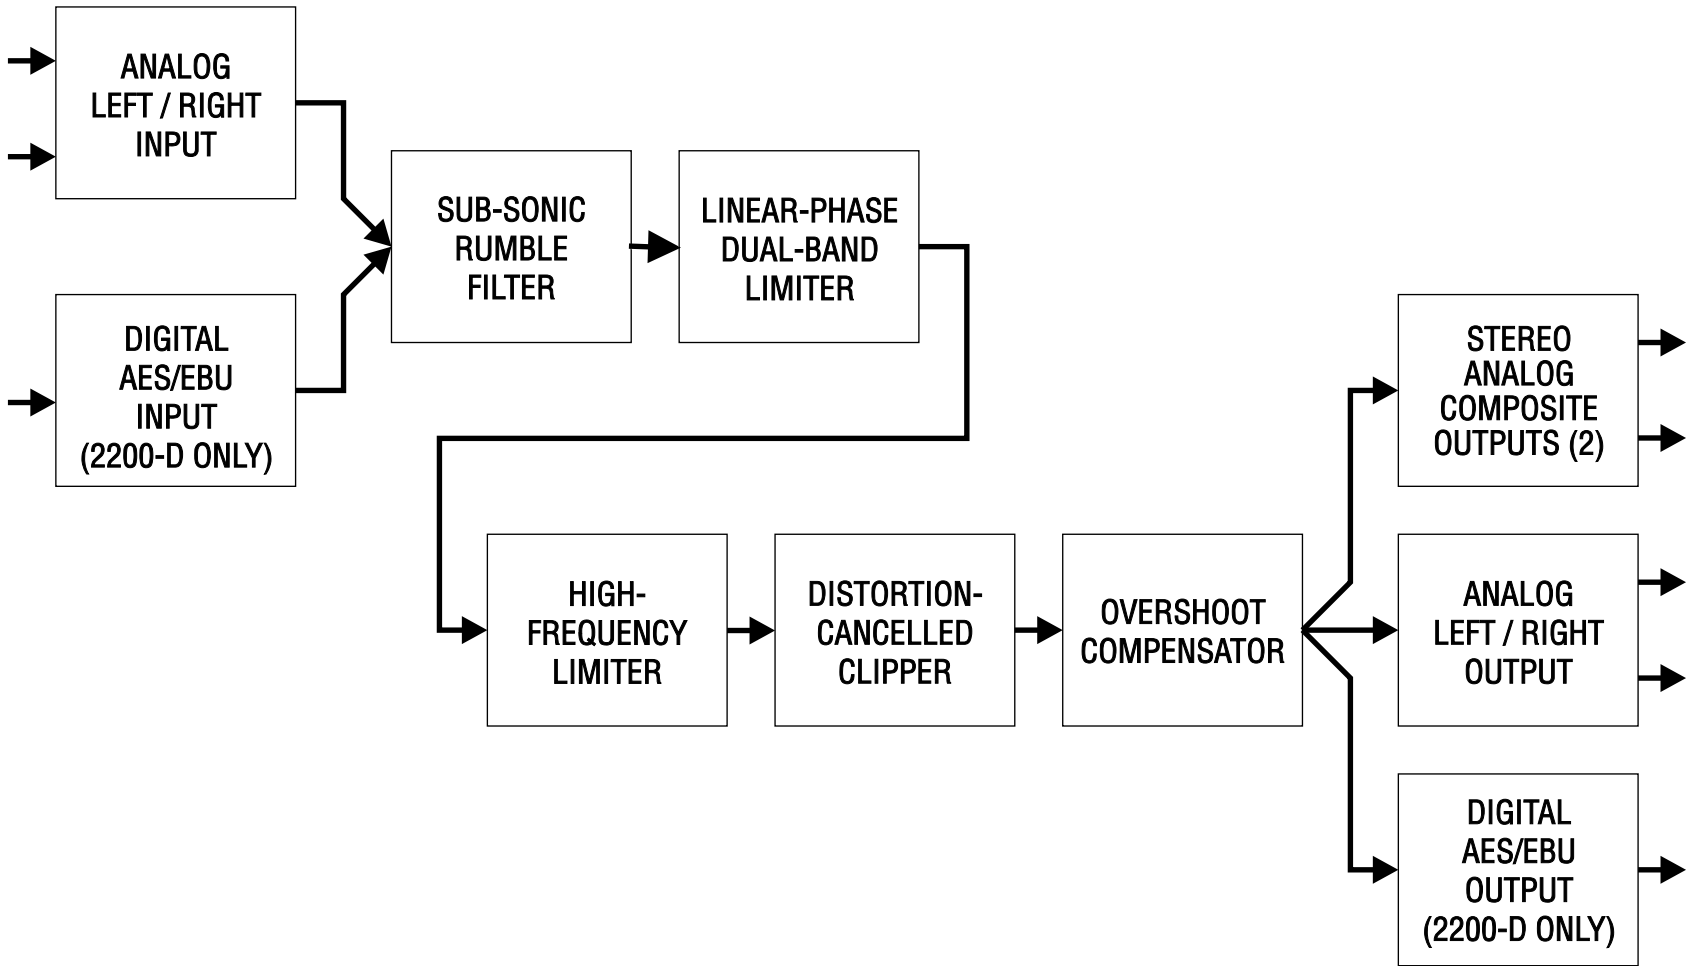 ANALOG
LEFT / RIGHT
INPUT
DIGITAL
AES/EBU
INPUT
(2200-D ONLY)
SUB-SONIC
RUMBLE
FILTER
LINEAR-PHASE
DUAL-BAND
LIMITER
HIGH-
FREQUENCY
LIMITER
DISTORTION-
CANCELLED
CLIPPER
OVERSHOOT
COMPENSATOR
STEREO
ANALOG
COMPOSITE
OUTPUTS (2)
ANALOG
LEFT / RIGHT
OUTPUT
DIGITAL
AES/EBU
OUTPUT
(2200-D ONLY)